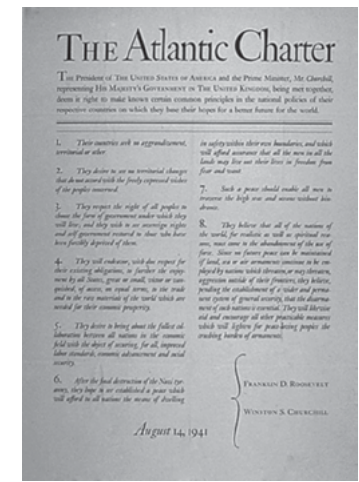 THE Atlantic Charter
THE President of THE UNITED STATES OF AMERICA and the Prime Minister, Mr. Churchill,
representing HIS MAJESTY'S GOVERNMENT IN THE UNITED KINGDOM, being met together,
deem it right to make known certain common principles in the national policies of their
respective countries on which they base their hopes for a better future for the world.
1. Their countries seek no aggrandizement,
territorial or other.
2. They desire to see no territorial changes
that do not accord with the freely expressed wishes
of the peoples concerned.
3. They respect the right of all peoples to
choose the form of government under which they
will live; and they wish to see sovereign rights
and self government restored to those who have
been forcibly deprived of them.
4. They will endeavor, with due respect for
their existing obligations, to further the enjoy-
ment by all States, great or small, victor or van-
quished, of access, on equal terms, to the trade
and to the raw materials of the world which are
needed for their economic prosperity.
5. They desire to bring about the fullest col-
laboration between all nations in the economic
field with the object of securing, for all, improved
labor standards, economic advancement and social
security.
6. After the final destruction of the Nazi tyr-
anny, they hope to see established a peace which
will afford to all nations the means of dwelling
in safety within their own boundaries, and which
will afford assurance that all the men in all the
lands may live out their lives in freedom from
fear and want.
7. Such a peace should enable all men to
traverse the high seas and oceans without hin-
drance.
8. They believe that all of the nations of
the world, for realistic as well as spiritual rea-
sons, must come to the abandonment of the use of
force. Since no future peace can be maintained
if land, sea or air armaments continue to be em-
ployed by nations which threaten, or may threaten,
aggression outside of their frontiers, they believe,
pending the establishment of a wider and perma-
nent system of general security, that the disarma-
ment of such nations is essential. They will likewise
aid and encourage all other practicable measures
which will lighten for peace-loving peoples the
crushing burden of armaments.
FRANKLIN D. ROOSEVELT
WINSTON S. CHURCHILL
August 14, 1941